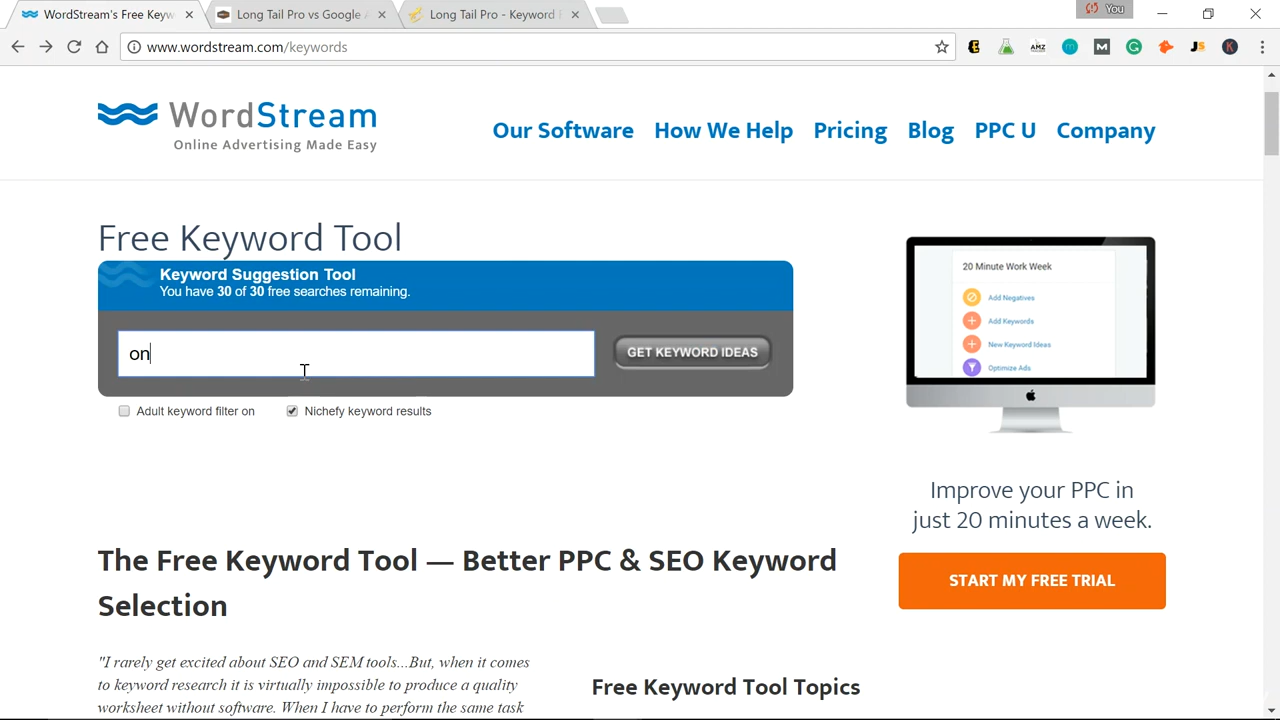 WordStream's Free Keyw
Long Tail Pro vs Google A
Long Tail Pro - Keyword F
You
www.wordstream.com/keywords
AMZ
M
G
JS
K
WordStream
Online Advertising Made Easy
Our Software How We Help Pricing Blog PPC U Company
Free Keyword Tool
Keyword Suggestion Tool
You have 30 of 30 free searches remaining.
on
GET KEYWORD IDEAS
Adult keyword filter on
Nichefy keyword results
20 Minute Work Week
Add Negatives
Add Keywords
New Keyword Ideas
Optimize Ads
Improve your PPC in
just 20 minutes a week.
START MY FREE TRIAL
The Free Keyword Tool — Better PPC & SEO Keyword
Selection
"I rarely get excited about SEO and SEM tools...But, when it comes
to keyword research it is virtually impossible to produce a quality
worksheet without software. When I have to perform the same task
Free Keyword Tool Topics